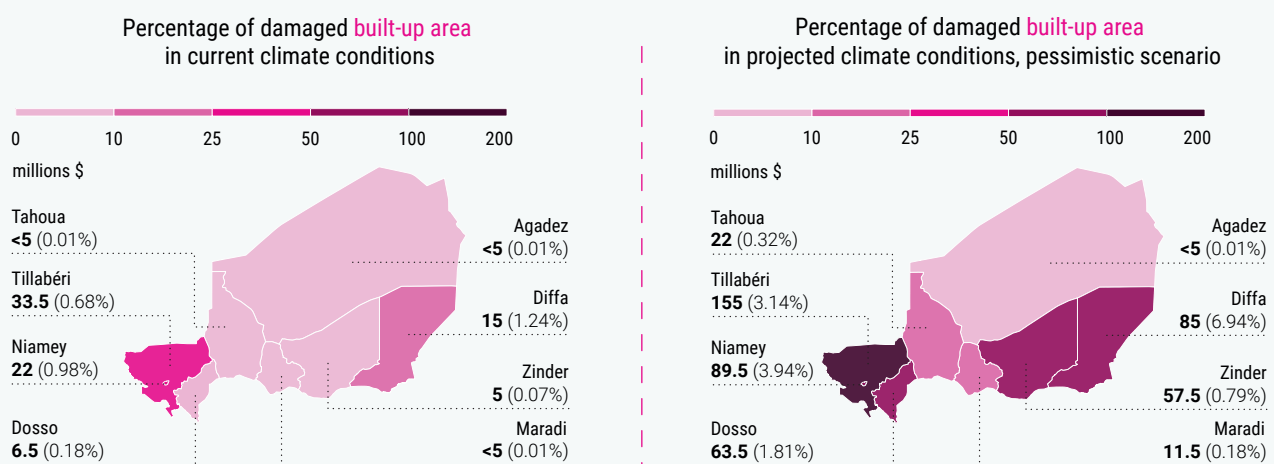 Percentage of damaged built-up area
in current climate conditions
0 10 25 50 100 200
millions $
Tahoua
<5 (0.01%)
Tillabéri
33.5 (0.68%)
Niamey
22 (0.98%)
Dosso
6.5 (0.18%)
Agadez
<5 (0.01%)
Diffa
15 (1.24%)
Zinder
5 (0.07%)
Maradi
<5 (0.01%)
Percentage of damaged built-up area
in projected climate conditions, pessimistic scenario
0 10 25 50 100 200
millions $
Tahoua
22 (0.32%)
Tillabéri
155 (3.14%)
Niamey
89.5 (3.94%)
Dosso
63.5 (1.81%)
Agadez
<5 (0.01%)
Diffa
85 (6.94%)
Zinder
57.5 (0.79%)
Maradi
11.5 (0.18%)